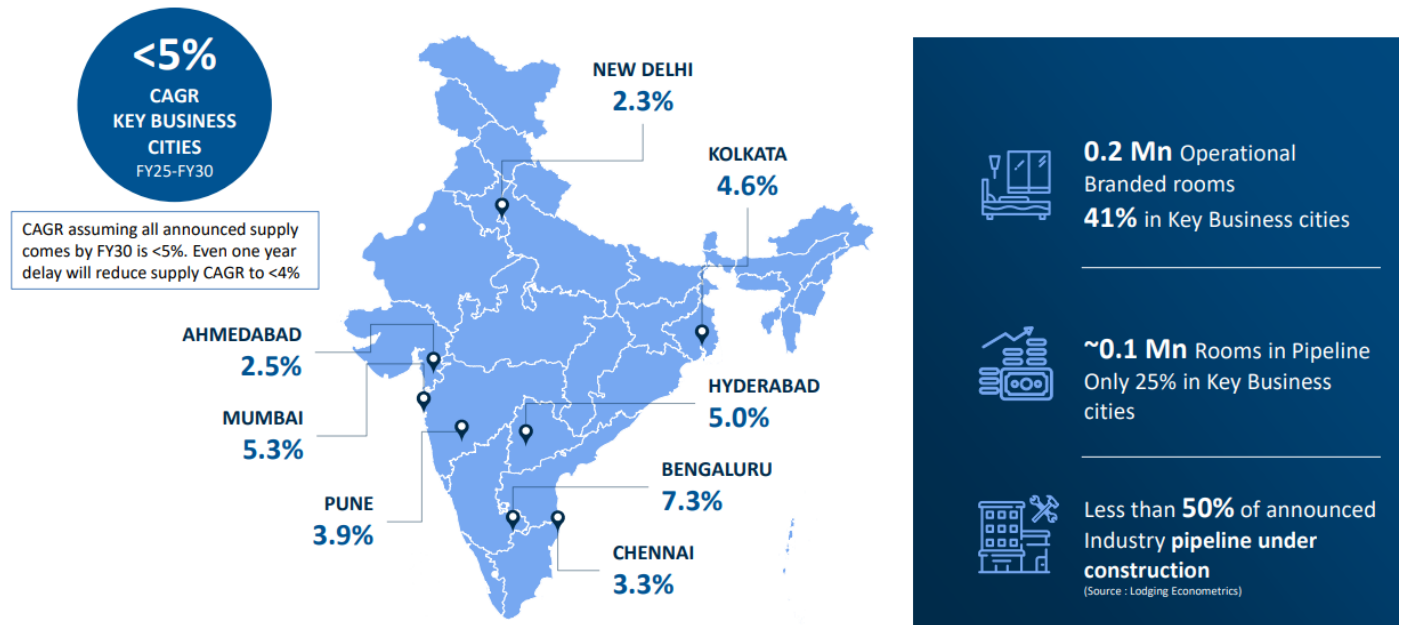 <5%
CAGR
KEY BUSINESS
CITIES
FY25-FY30
CAGR assuming all announced supply
comes by FY30 is <5%. Even one year
delay will reduce supply CAGR to <4%
NEW DELHI
2.3%
KOLKATA
4.6%
AHMEDABAD
2.5%
MUMBAI
5.3%
PUNE
3.9%
HYDERABAD
5.0%
BENGALURU
7.3%
CHENNAI
3.3%
0.2 Mn Operational
Branded rooms
41% in Key Business cities
~0.1 Mn Rooms in Pipeline
Only 25% in Key Business
cities
Less than 50% of announced
Industry pipeline under
construction
(Source : Lodging Econometrics)